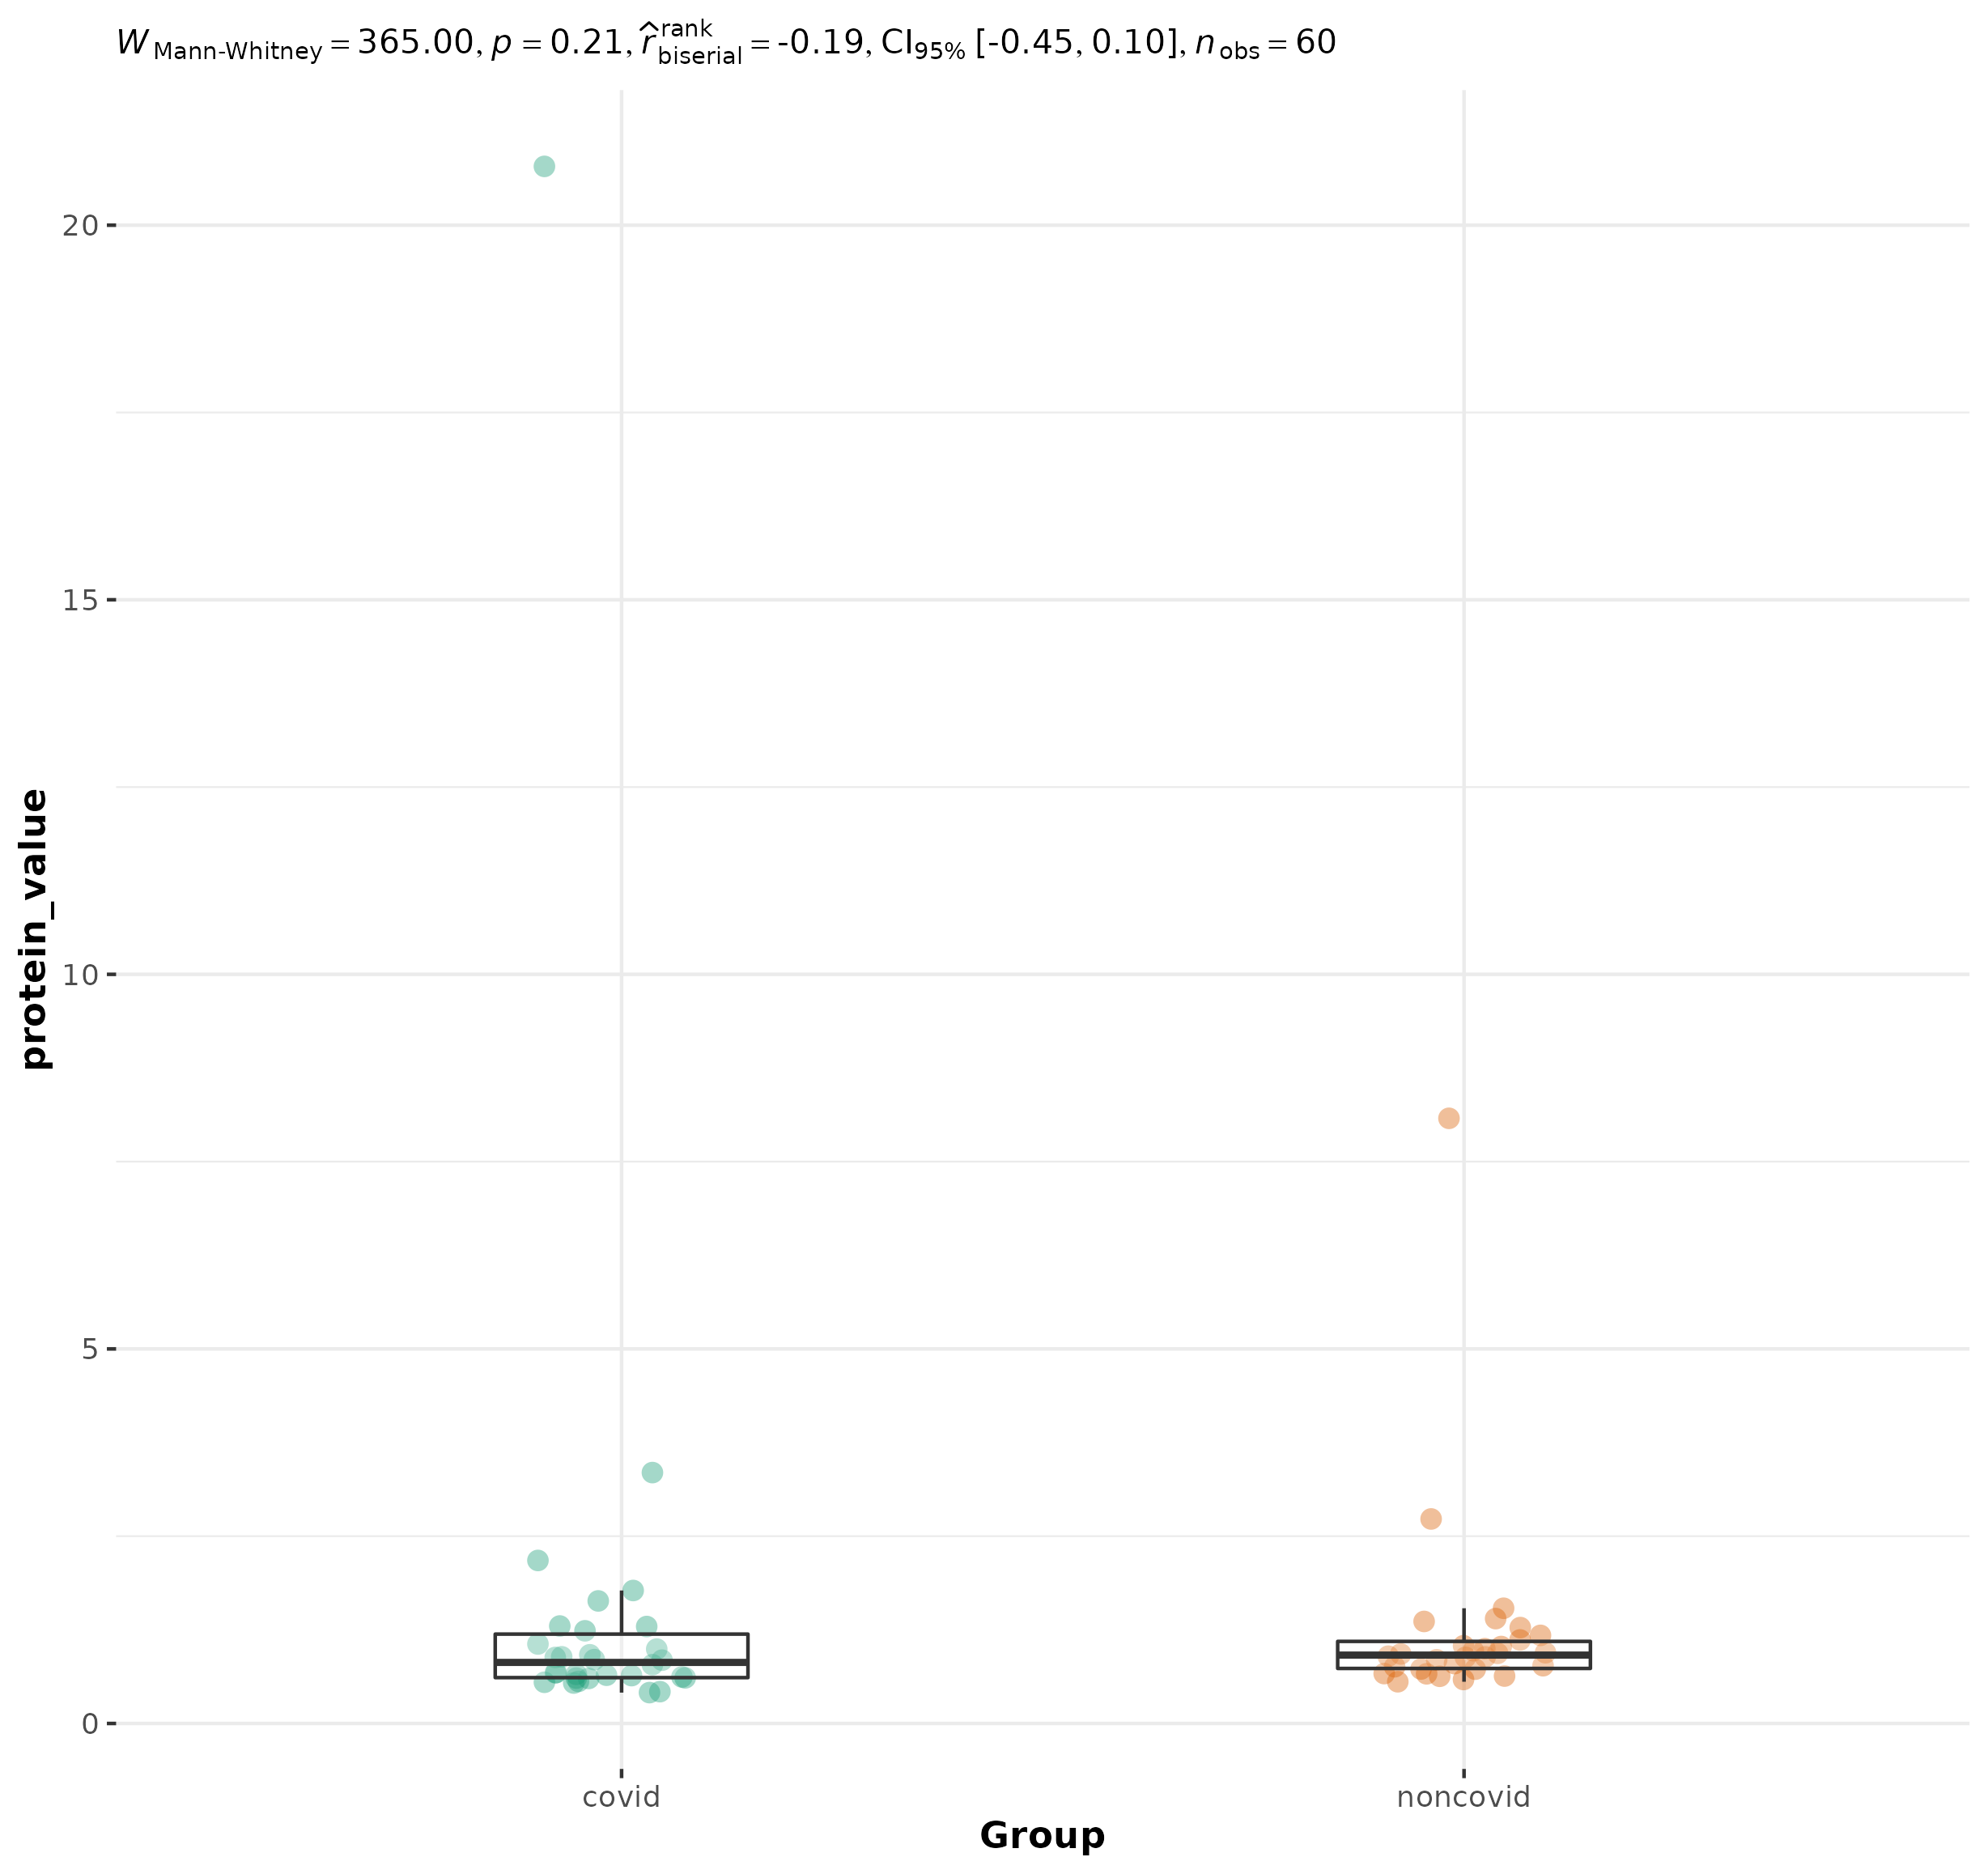 W Mann-Whitney = 365.00, p = 0.21, r̂ rank biserial = -0.19, CI95% [-0.45, 0.10], n obs = 60
20
15
10
5
0
protein_value
covid noncovid
Group